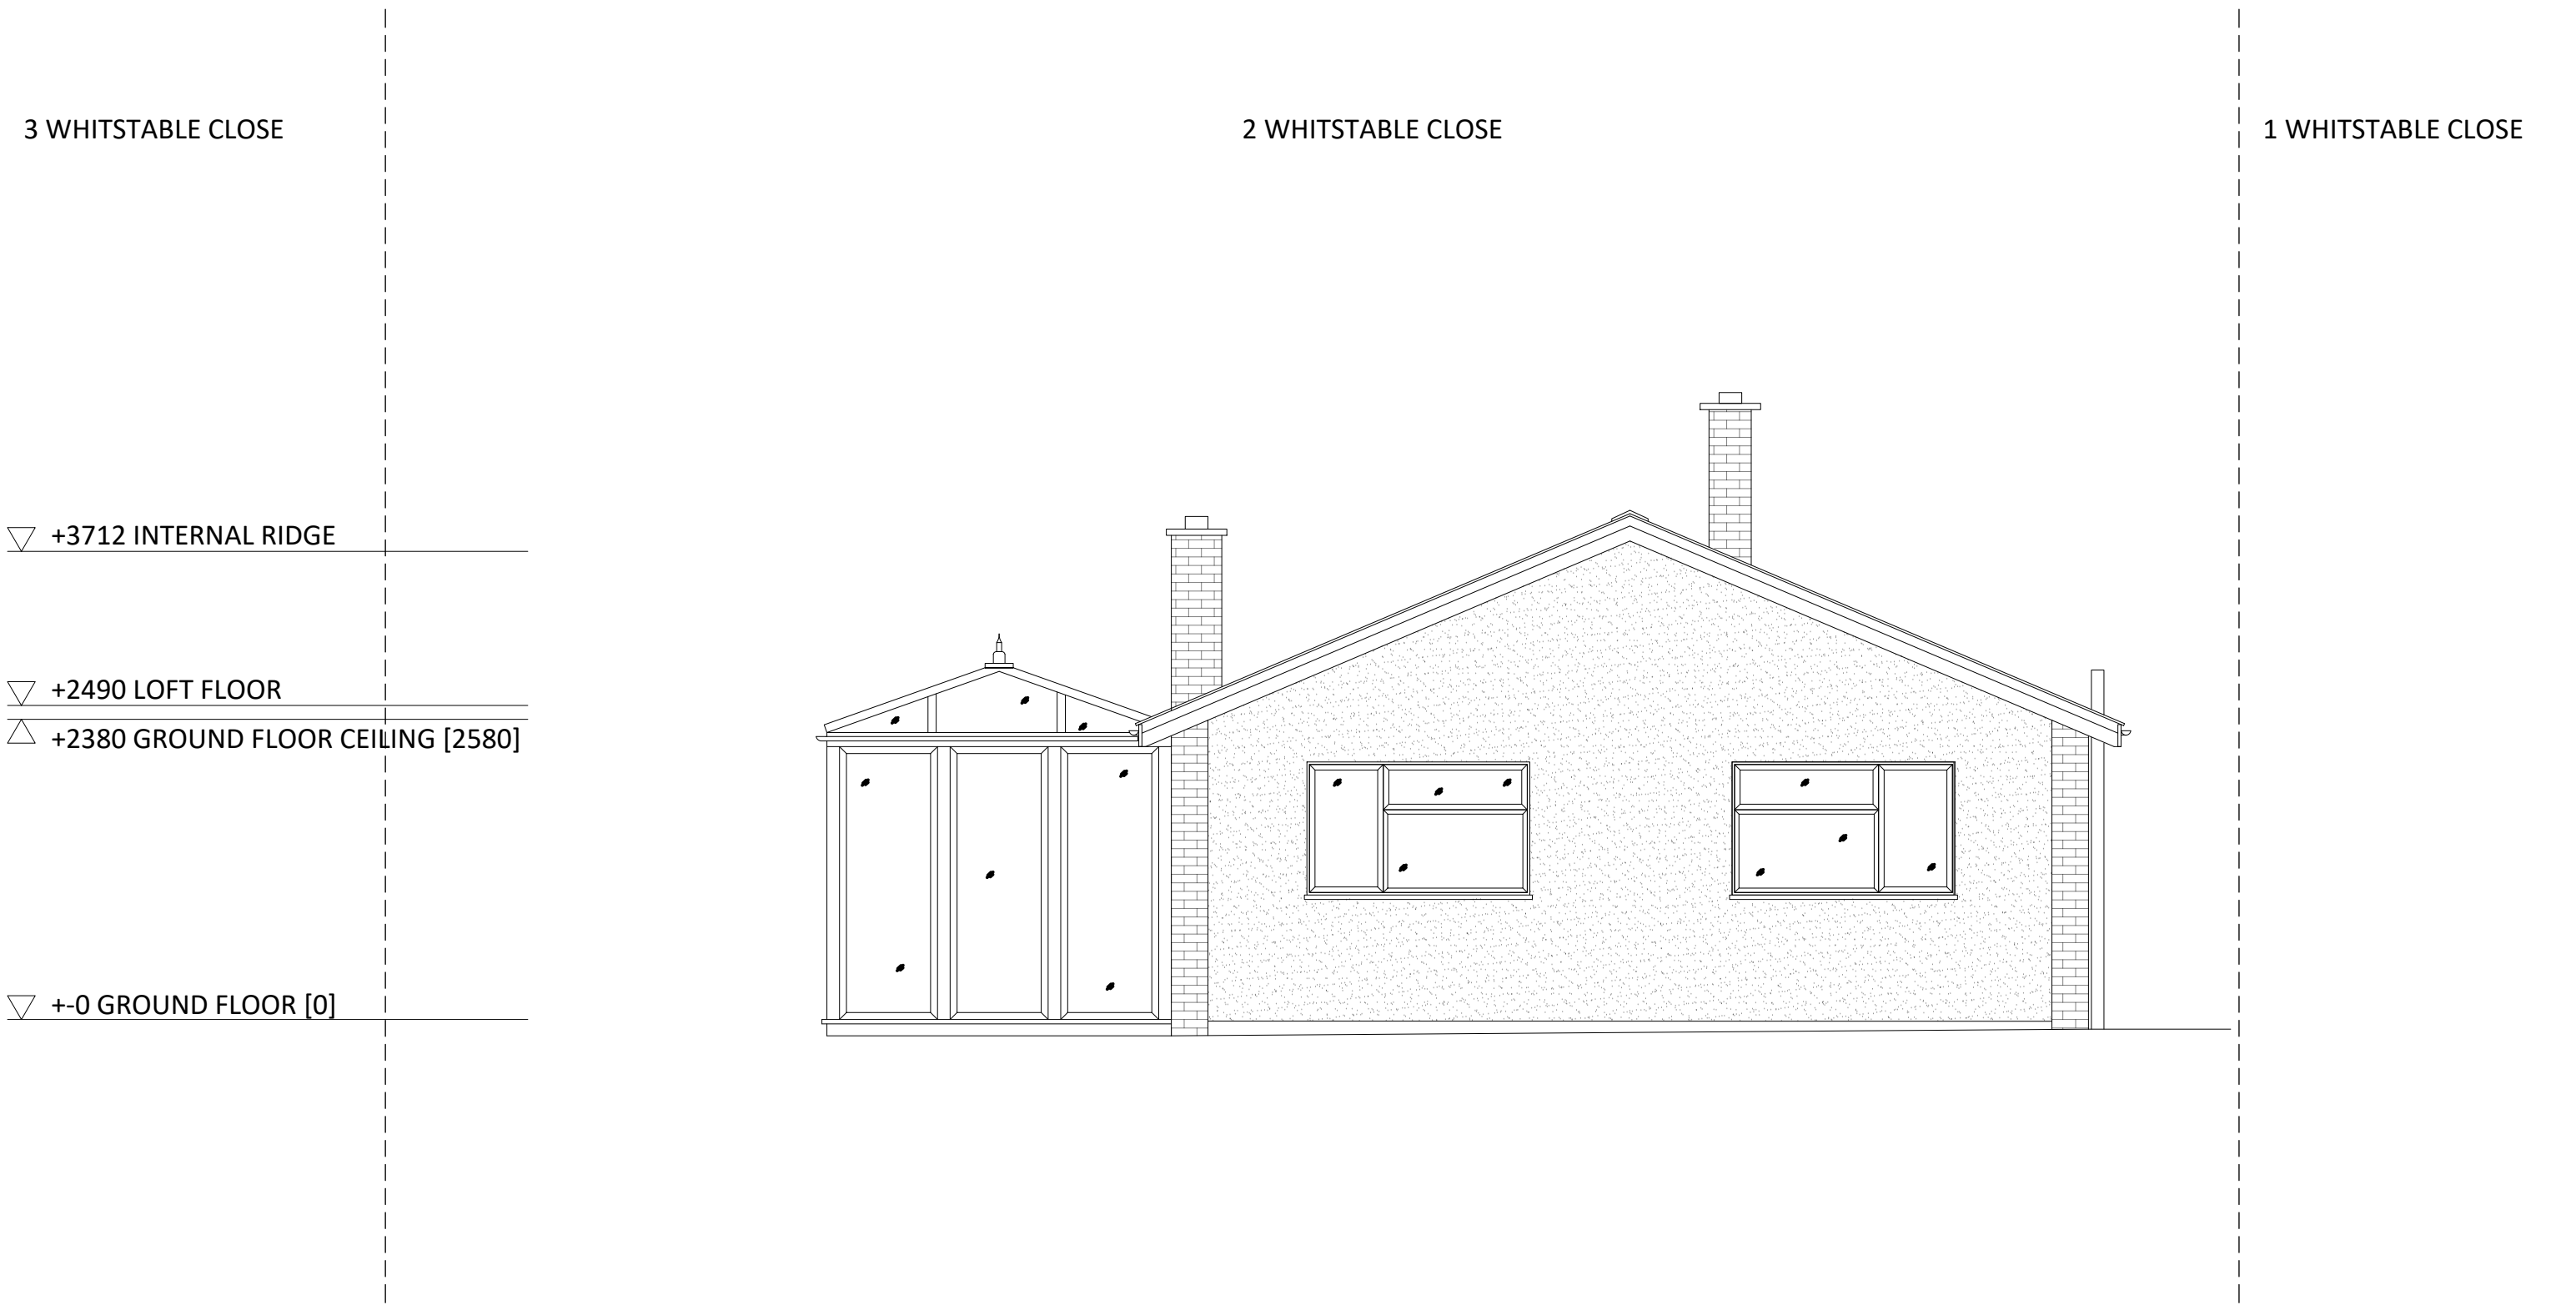 3 WHITSTABLE CLOSE
2 WHITSTABLE CLOSE
1 WHITSTABLE CLOSE
+3712 INTERNAL RIDGE
+2490 LOFT FLOOR
+2380 GROUND FLOOR CEILING [2580]
+-0 GROUND FLOOR [0]